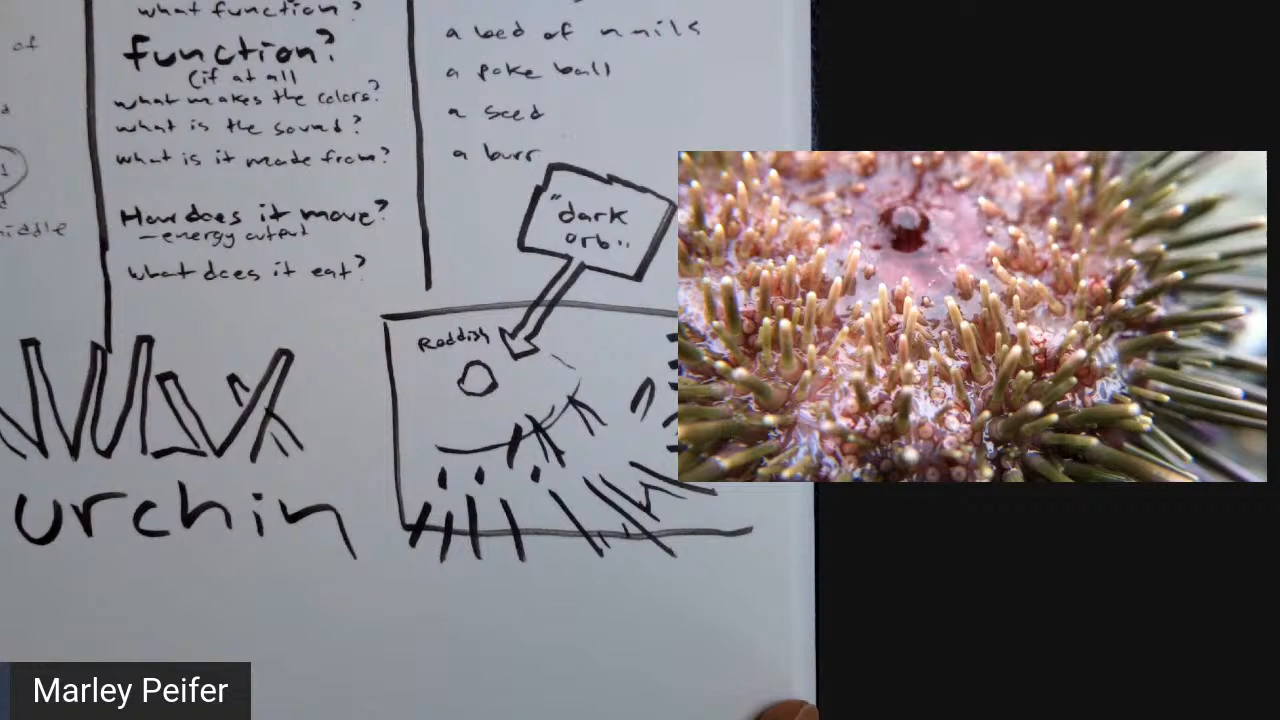 of
what function?
function?
(if at all
what makes the colors?
what is the sound?
what is it made from?
How does it move?
- energy output
what does it eat?
middle
a bed of nails
a poke ball
a seed
a burr
"dark
orb"
Reddish
urchin
Marley Peifer